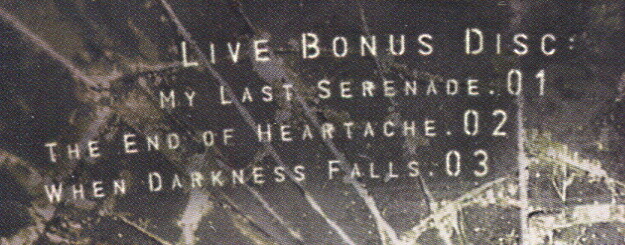 LIVE BONUS DISC:
MY LAST SERENADE.01
THE END OF HEARTACHE.02
WHEN DARKNESS FALLS.03